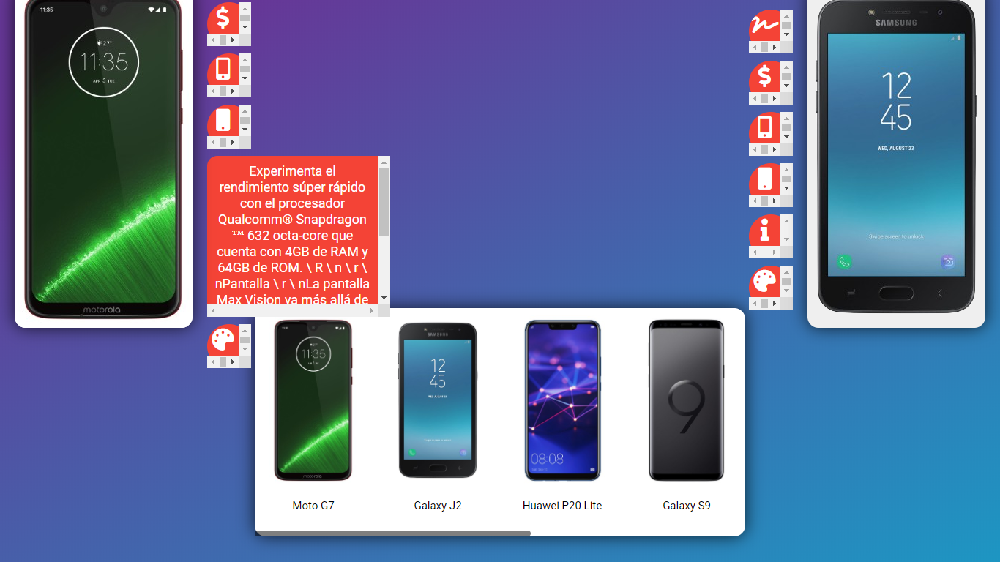 11:35
27°
11:35
APR 3 TUE
motorola
Experimenta el
rendimiento súper rápido
con el procesador
Qualcomm® Snapdragon
™ 632 octa-core que
cuenta con 4GB de RAM y
64GB de ROM. \ R \ n \ r \
nPantalla \ r \ nLa pantalla
Max Vision va más allá de
SAMSUNG
12
45
WED, AUGUST 23
Swipe screen to unlock
11:35
motorola
Moto G7
SAMSUNG
12
45
Galaxy J2
08:08
Huawei P20 Lite
9
Galaxy S9